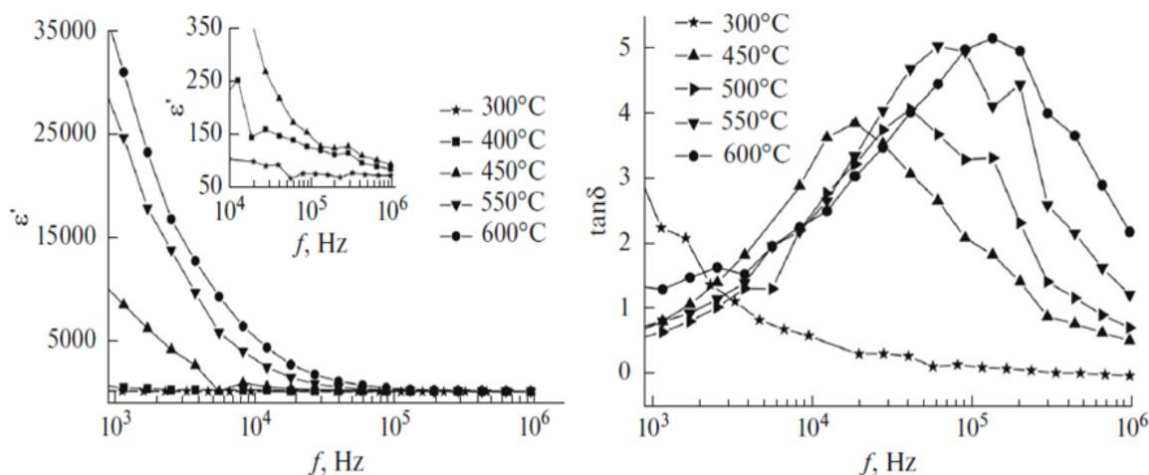 35000
25000
15000
5000
ε'
10³ 10⁴ 10⁵ 10⁶
f, Hz
350
250
150
50
ε'
10⁴ 10⁵ 10⁶
f, Hz
300°C
400°C
450°C
550°C
600°C
5
4
3
2
1
0
tanδ
10³ 10⁴ 10⁵ 10⁶
f, Hz
300°C
450°C
500°C
550°C
600°C